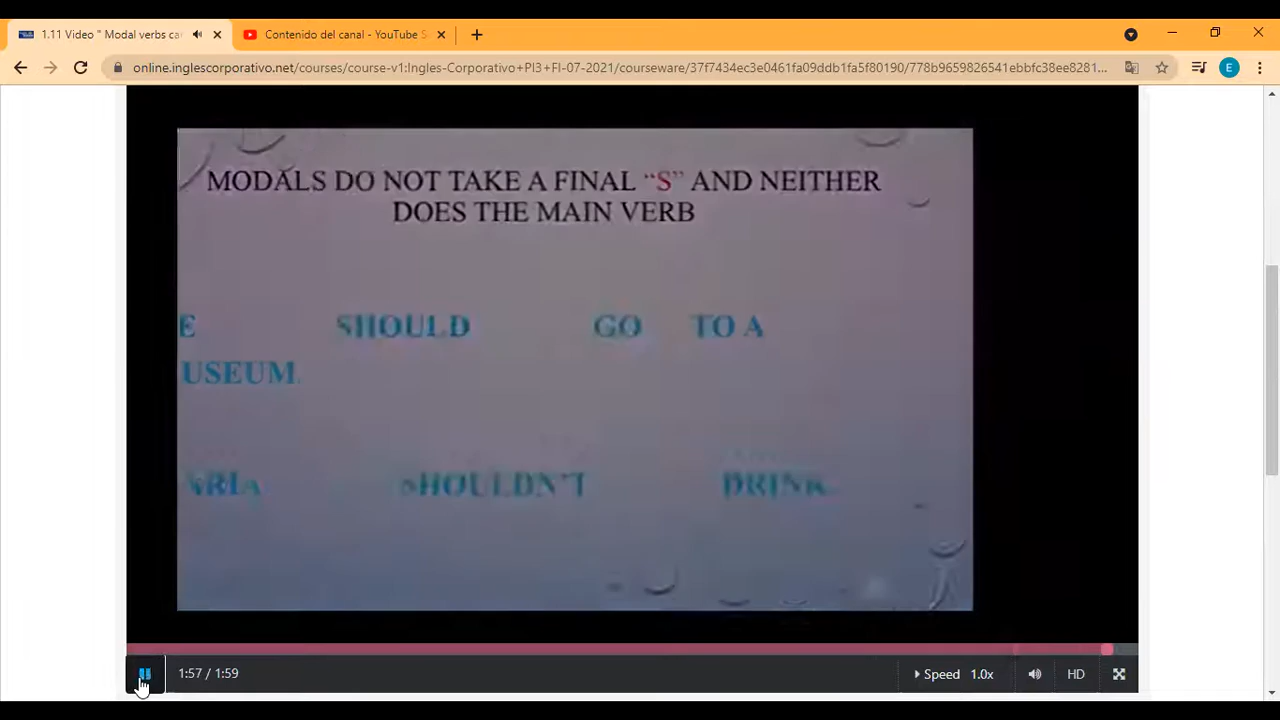 1.11 Video " Modal verbs ca
Contenido del canal - YouTube S
online.inglescorporativo.net/courses/course-v1:Ingles-Corporativo+PI3+FI-07-2021/courseware/37f7434ec3e0461fa09ddb1fa5f80190/778b9659826541ebbfc38ee8281...
E
MODALS DO NOT TAKE A FINAL “S” AND NEITHER
DOES THE MAIN VERB
E SHOULD GO TO A
USEUM.
ARIA SHOULDN'T DRINK
1:57 / 1:59
Speed 1.0x
HD